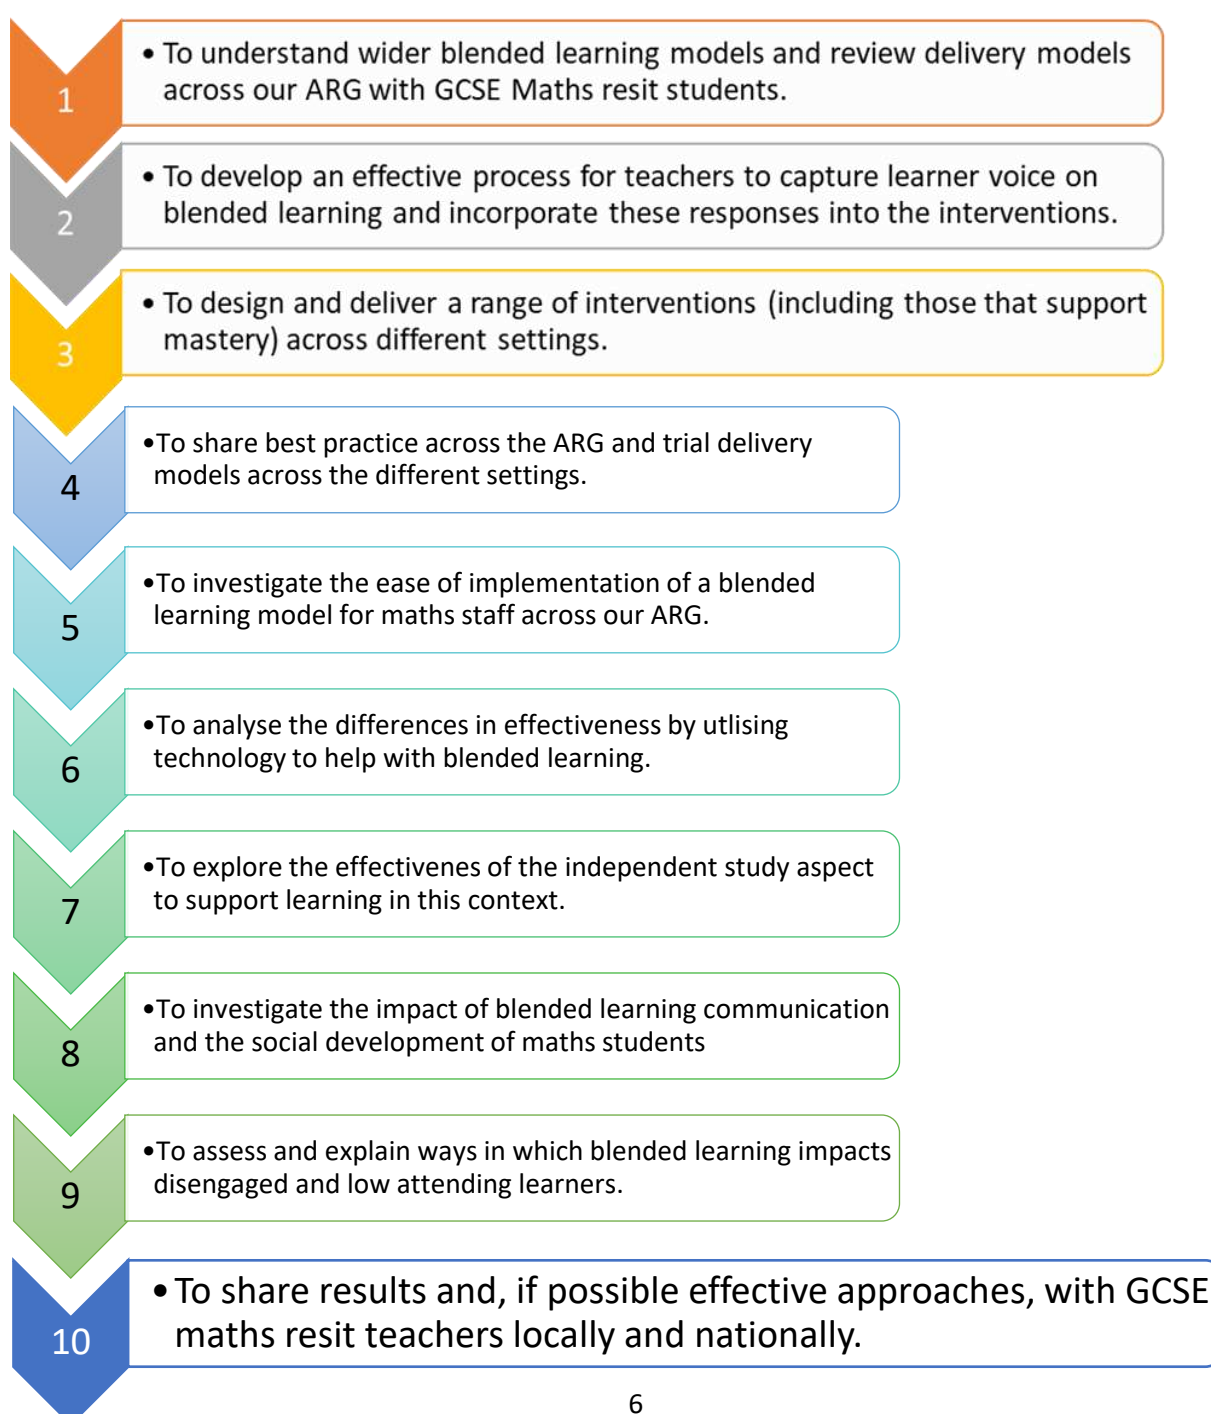 • To understand wider blended learning models and review delivery models
across our ARG with GCSE Maths resit students.
1
• To develop an effective process for teachers to capture learner voice on
blended learning and incorporate these responses into the interventions.
2
• To design and deliver a range of interventions (including those that support
mastery) across different settings.
3
•To share best practice across the ARG and trial delivery
models across the different settings.
4
•To investigate the ease of implementation of a blended
learning model for maths staff across our ARG.
5
•To analyse the differences in effectiveness by utlising
technology to help with blended learning.
6
•To explore the effectivenes of the independent study aspect
to support learning in this context.
7
•To investigate the impact of blended learning communication
and the social development of maths students
8
•To assess and explain ways in which blended learning impacts
disengaged and low attending learners.
9
• To share results and, if possible effective approaches, with GCSE
maths resit teachers locally and nationally.
10
6